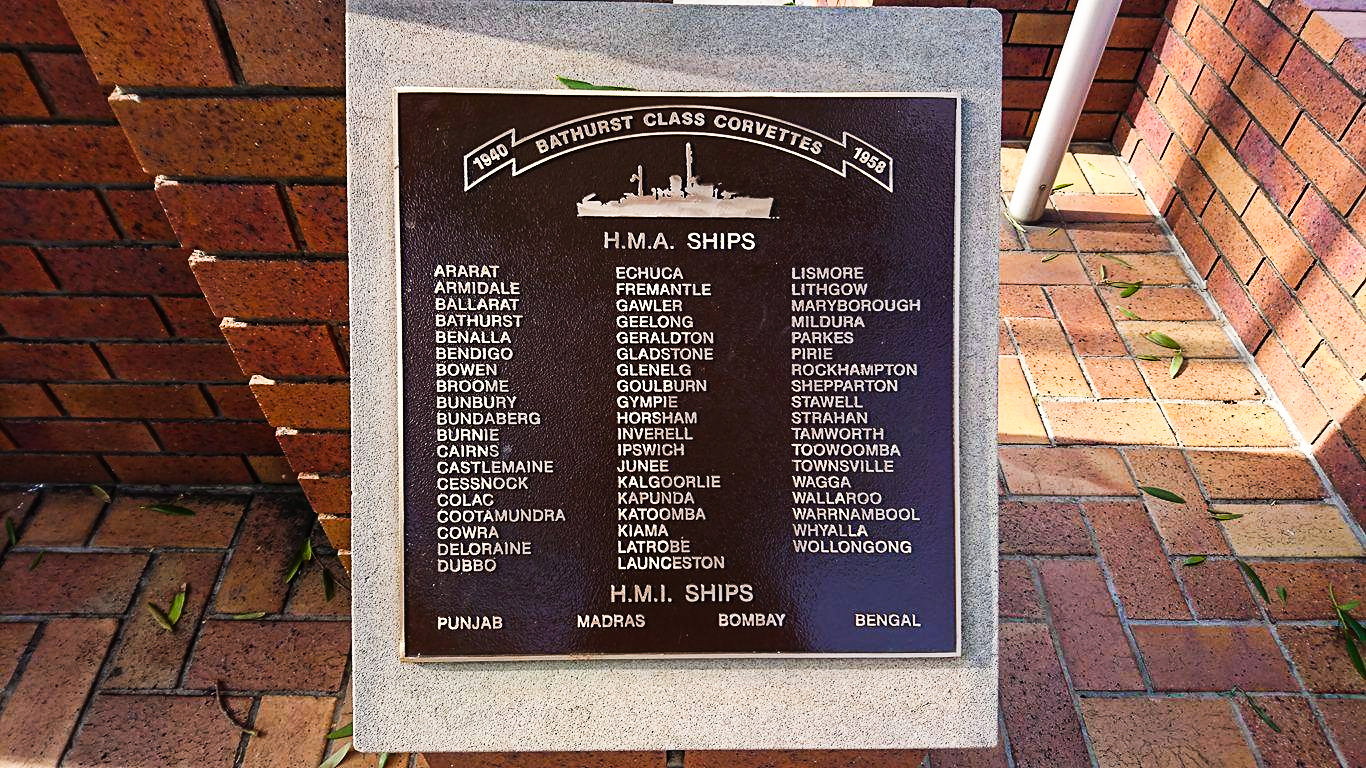 1940 BATHURST CLASS CORVETTES 1958
H.M.A. SHIPS
ARARAT
ARMIDALE
BALLARAT
BATHURST
BENALLA
BENDIGO
BOWEN
BROOME
BUNBURY
BUNDABERG
BURNIE
CAIRNS
CASTLEMAINE
CESSNOCK
COLAC
COOTAMUNDRA
COWRA
DELORAINE
DUBBO
ECHUCA
FREMANTLE
GAWLER
GEELONG
GERALDTON
GLADSTONE
GLENELG
GOULBURN
GYMPIE
HORSHAM
INVERELL
IPSWICH
JUNEE
KALGOORLIE
KAPUNDA
KATOOMBA
KIAMA
LATROBE
LAUNCESTON
LISMORE
LITHGOW
MARYBOROUGH
MILDURA
PARKES
PIRIE
ROCKHAMPTON
SHEPPARTON
STAWELL
STRAHAN
TAMWORTH
TOOWOOMBA
TOWNSVILLE
WAGGA
WALLAROO
WARRNAMBOOL
WHYALLA
WOLLONGONG
H.M.I. SHIPS
PUNJAB MADRAS BOMBAY BENGAL